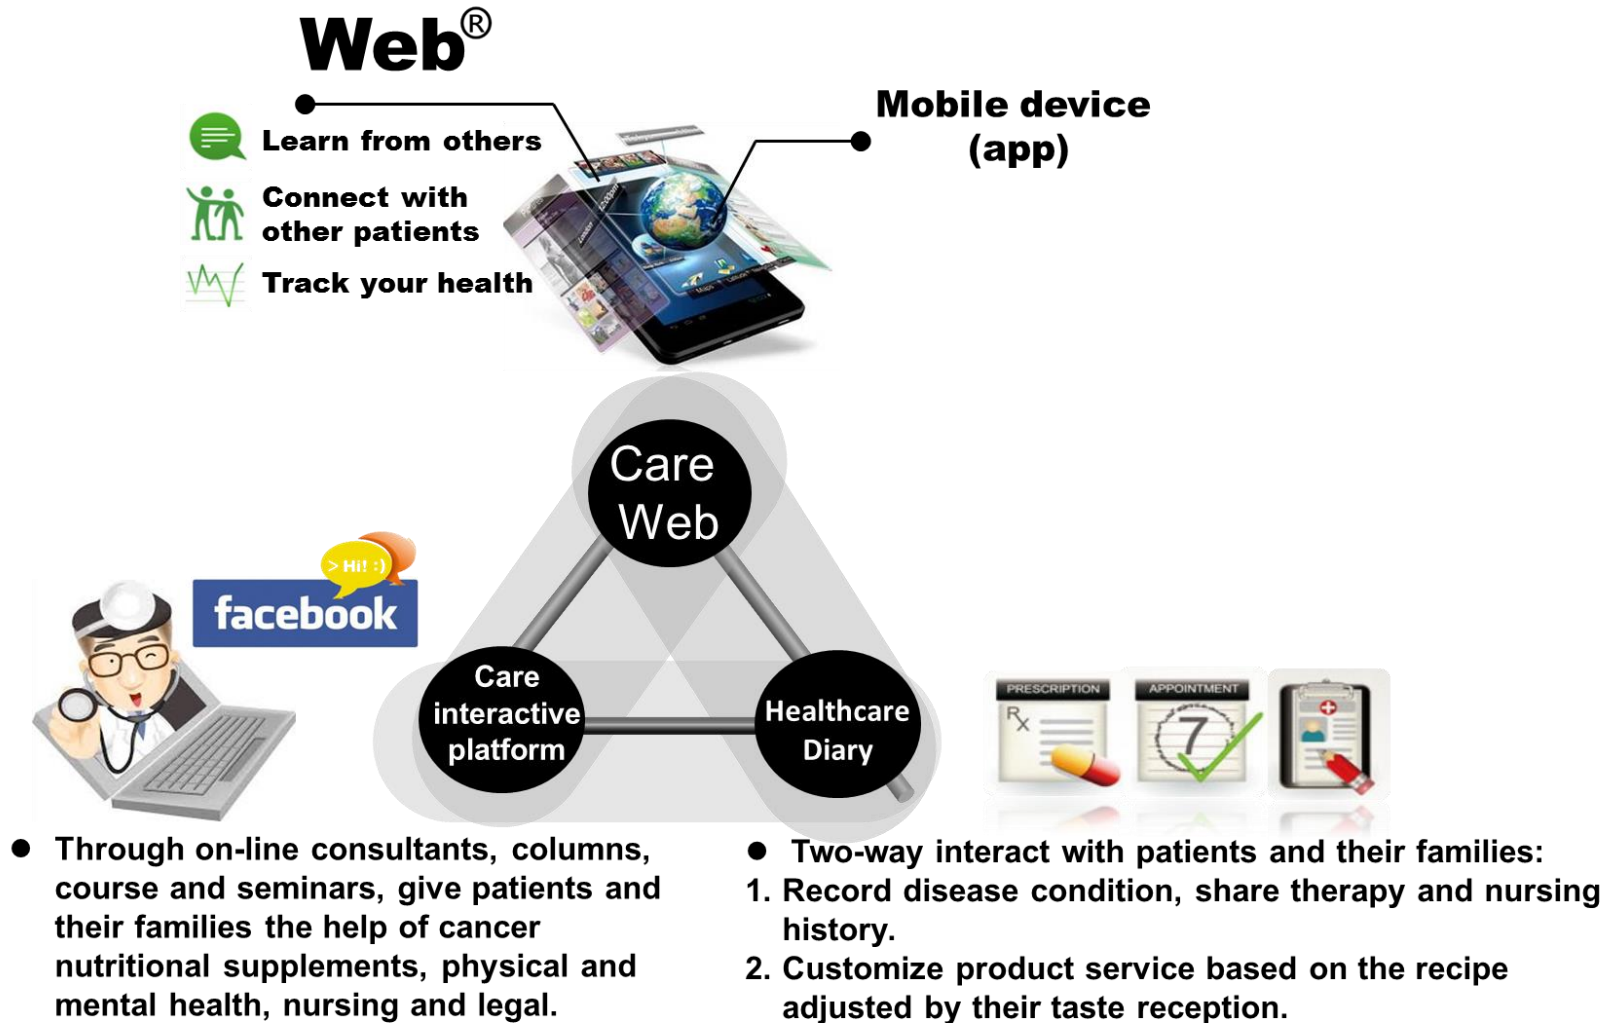 Web®
Mobile device
(app)
Learn from others
Connect with
other patients
Track your health
Maps
Care
Web
> Hi! :)
facebook
Care
interactive
platform
Healthcare
Diary
PRESCRIPTION
Rx
APPOINTMENT
7
● Through on-line consultants, columns,
course and seminars, give patients and
their families the help of cancer
nutritional supplements, physical and
mental health, nursing and legal.
● Two-way interact with patients and their families:
1. Record disease condition, share therapy and nursing
history.
2. Customize product service based on the recipe
adjusted by their taste reception.